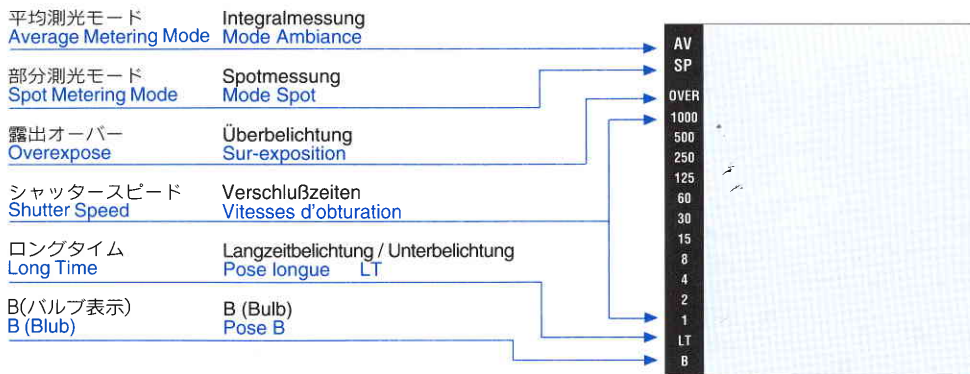 平均測光モード Integralmessung
Average Metering Mode Mode Ambiance
部分測光モード Spotmessung
Spot Metering Mode Mode Spot
露出オーバー Überbelichtung
Overexpose Sur-exposition
シャッタースピード Verschlußzeiten
Shutter Speed Vitesses d'obturation
ロングタイム Langzeitbelichtung / Unterbelichtung
Long Time Pose longue LT
B(バルブ表示) B (Bulb)
B (Blub) Pose B
AV
SP
OVER
1000
500
250
125
60
30
15
8
4
2
1
LT
B